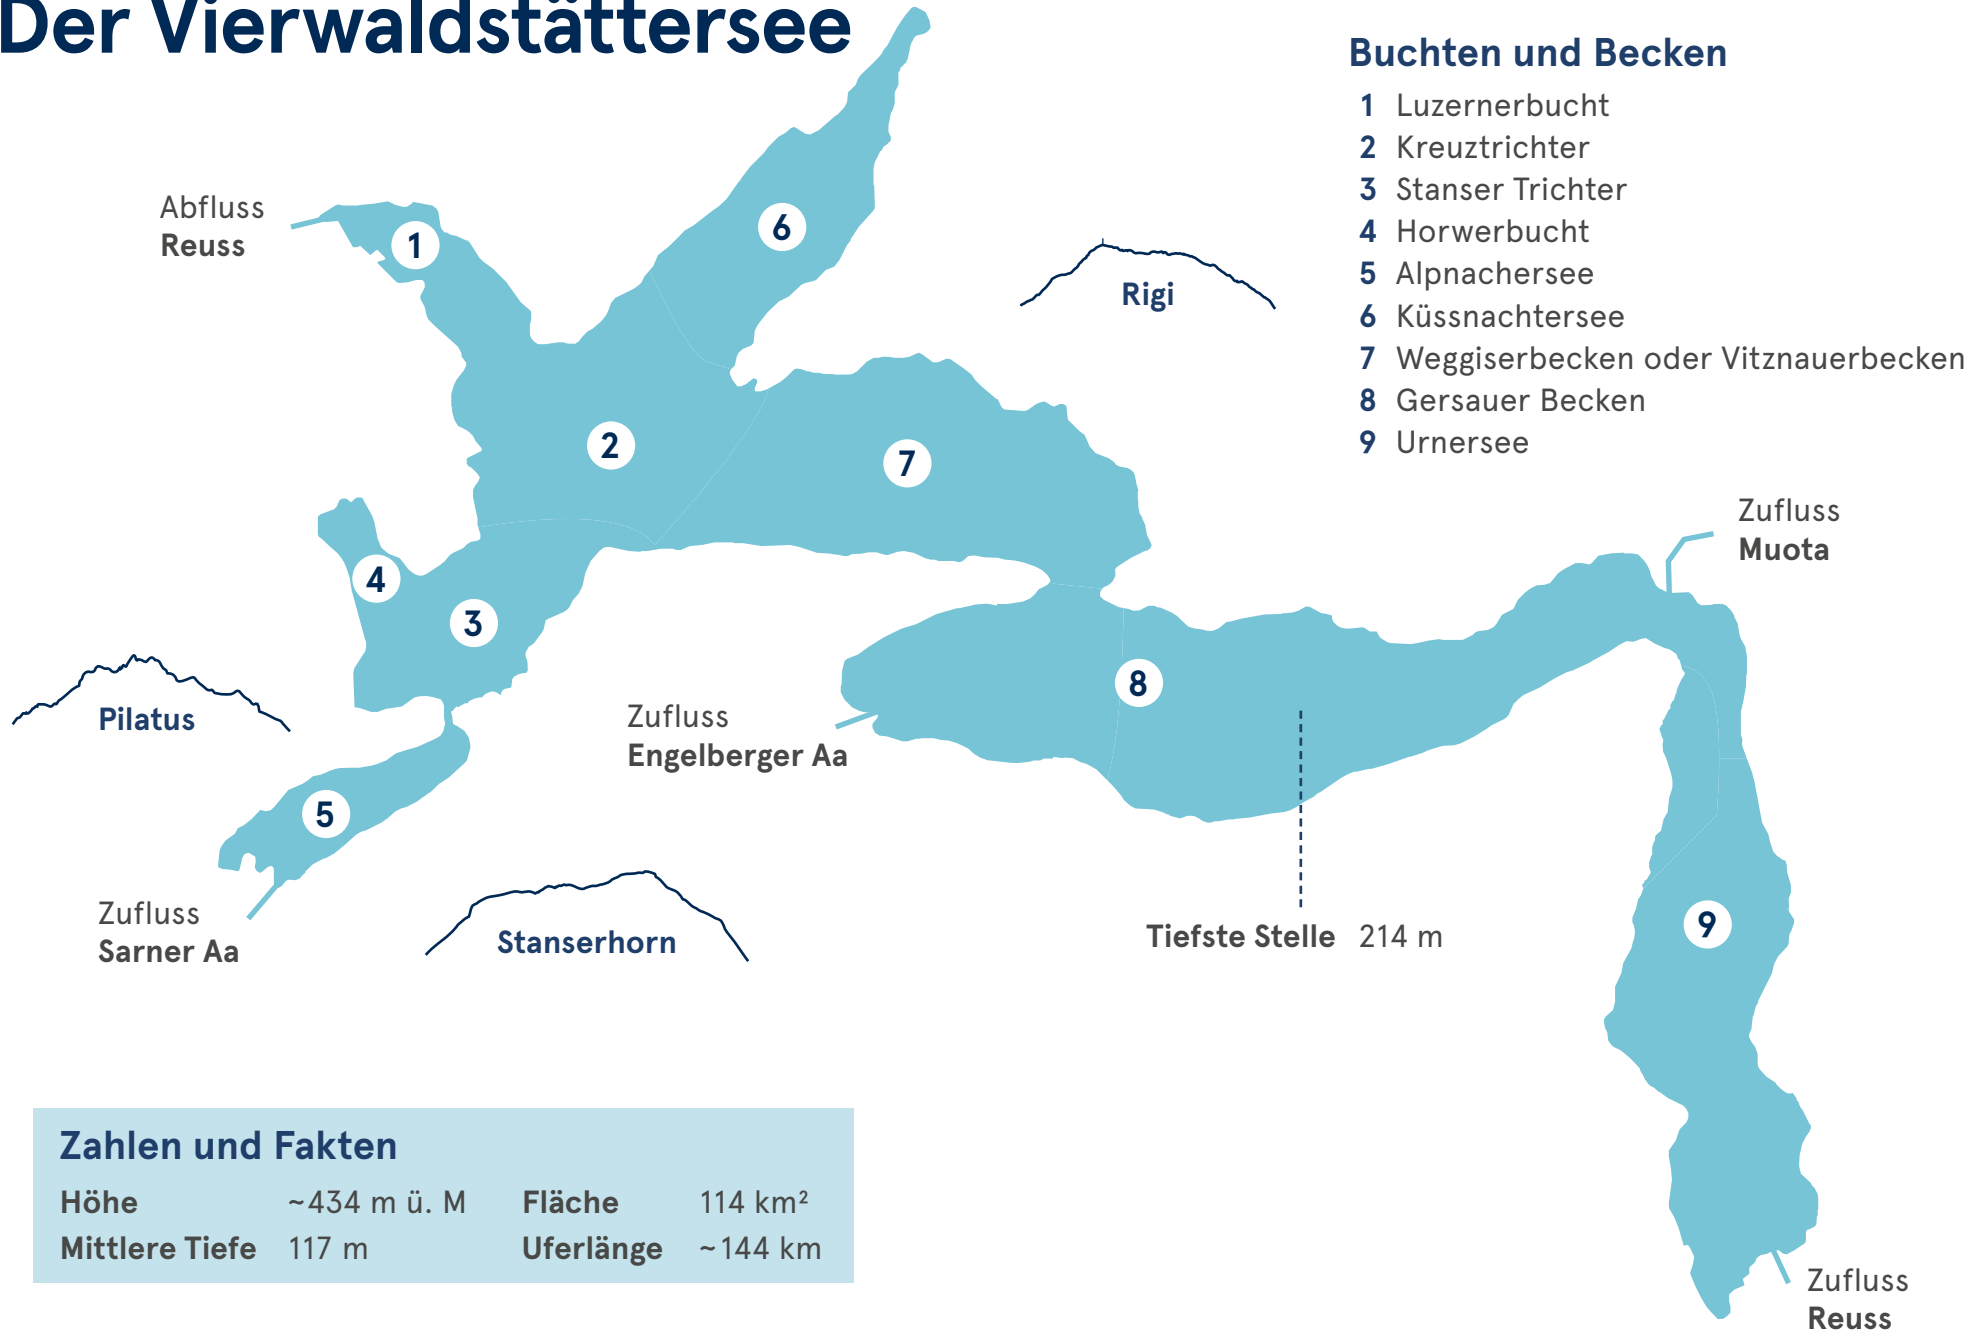 Der Vierwaldstättersee
Buchten und Becken
1 Luzernerbucht
2 Kreuztrichter
3 Stanser Trichter
4 Horwerbucht
5 Alpnachersee
6 Küssnachtersee
7 Weggiserbecken oder Vitznauerbecken
8 Gersauer Becken
9 Urnersee
Abfluss
Reuss
1
6
Rigi
2
7
Zufluss
Muota
4
3
Pilatus
Zufluss
Engelberger Aa
8
5
Zufluss
Sarner Aa
Stanserhorn
Tiefste Stelle 214 m
9
Zahlen und Fakten
Höhe ~434 m ü. M Fläche 114 km²
Mittlere Tiefe 117 m Uferlänge ~144 km
Zufluss
Reuss